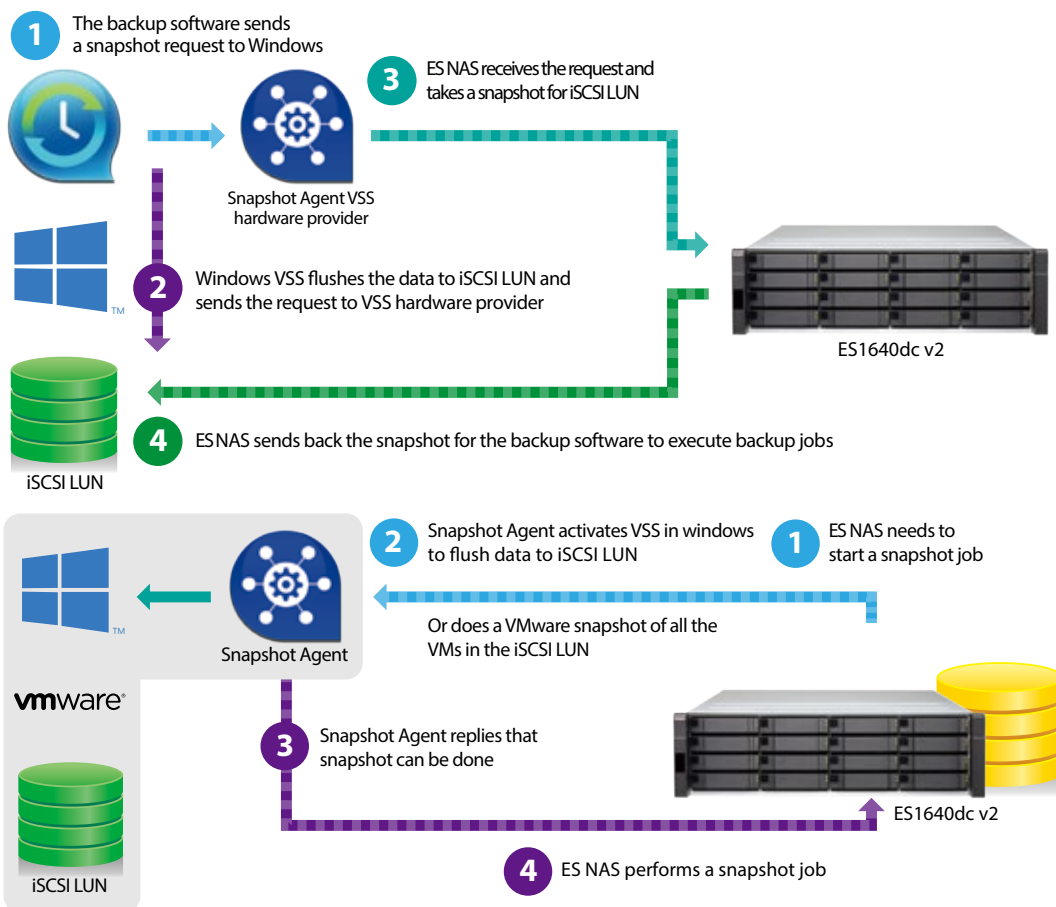 1
The backup software sends
a snapshot request to Windows
3
ES NAS receives the request and
takes a snapshot for iSCSI LUN
Snapshot Agent VSS
hardware provider
TM
2
Windows VSS flushes the data to iSCSI LUN and
sends the request to VSS hardware provider
ES1640dc v2
iSCSI LUN
4
ES NAS sends back the snapshot for the backup software to execute backup jobs
2
Snapshot Agent activates VSS in windows
to flush data to iSCSI LUN
1
ES NAS needs to
start a snapshot job
TM
Snapshot Agent
Or does a VMware snapshot of all the
VMs in the iSCSI LUN
vmware®
3
Snapshot Agent replies that
snapshot can be done
ES1640dc v2
iSCSI LUN
4
ES NAS performs a snapshot job